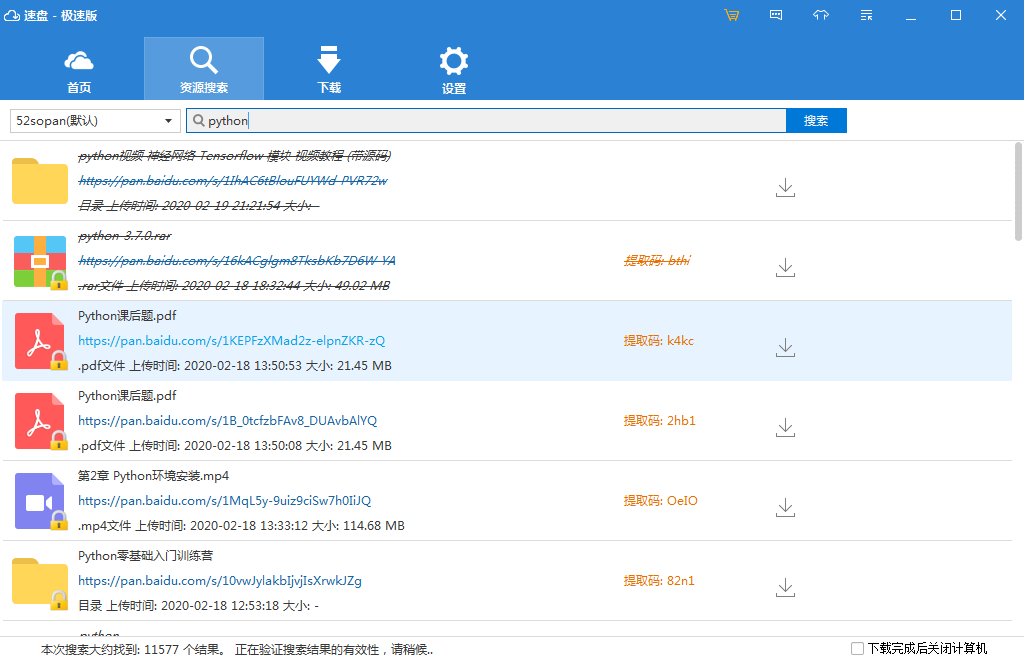 速盘 - 极速版
首页
资源搜索
下载
设置
52sopan(默认)
python
搜索
python视频 神经网络 Tensorflow 模块 视频教程 (带源码)
https://pan.baidu.com/s/1IhAC6tBlouFUYWd-PVR72w
目录 上传时间: 2020-02-19 21:21:54 大小: -
python-3.7.0.rar
https://pan.baidu.com/s/16kACglgm8TksbKb7D6W-YA
提取码: bthi
.rar文件 上传时间: 2020-02-18 18:32:44 大小: 49.02 MB
Python课后题.pdf
https://pan.baidu.com/s/1KEPFzXMad2z-elpnZKR-zQ
提取码: k4kc
.pdf文件 上传时间: 2020-02-18 13:50:53 大小: 21.45 MB
Python课后题.pdf
https://pan.baidu.com/s/1B_0tcfzbFAv8_DUAvbAlYQ
提取码: 2hb1
.pdf文件 上传时间: 2020-02-18 13:50:08 大小: 21.45 MB
第2章 Python环境安装.mp4
https://pan.baidu.com/s/1MqL5y-9uiz9ciSw7h0IiJQ
提取码: OeIO
.mp4文件 上传时间: 2020-02-18 13:33:12 大小: 114.68 MB
Python零基础入门训练营
https://pan.baidu.com/s/10vwJylakbIjvjIsXrwkJZg
提取码: 82n1
目录 上传时间: 2020-02-18 12:53:18 大小: -
python
本次搜索大约找到: 11577 个结果。 正在验证搜索结果的有效性，请稍候..
下载完成后关闭计算机